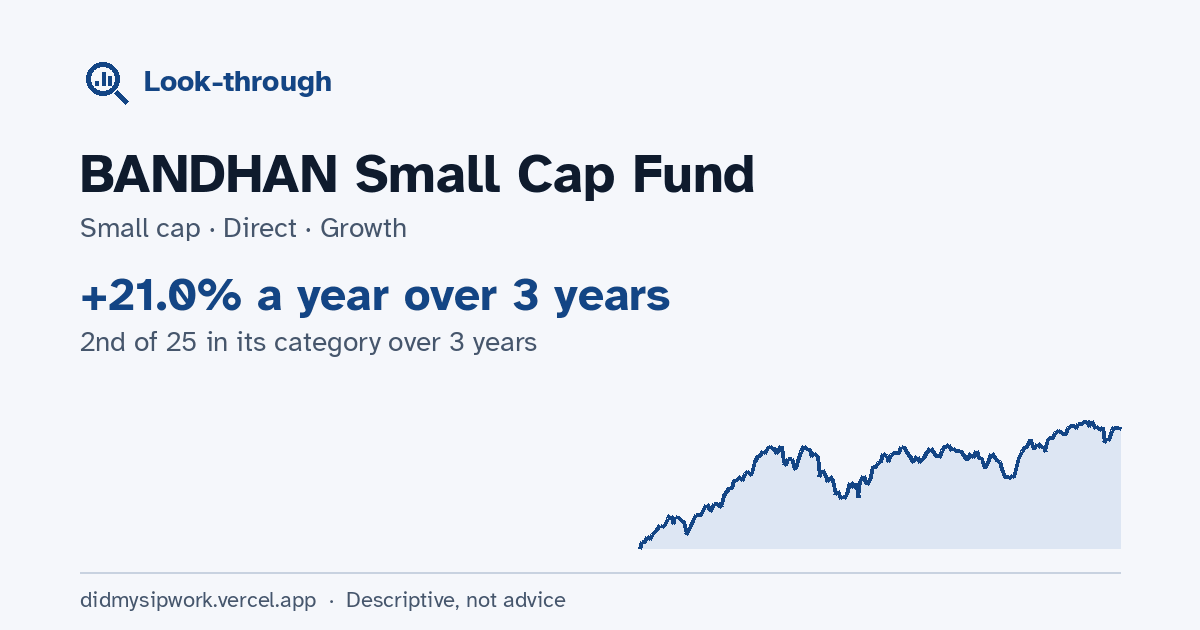 Look-through
BANDHAN Small Cap Fund
Small cap · Direct · Growth
+21.0% a year over 3 years
2nd of 25 in its category over 3 years
didmysipwork.vercel.app · Descriptive, not advice